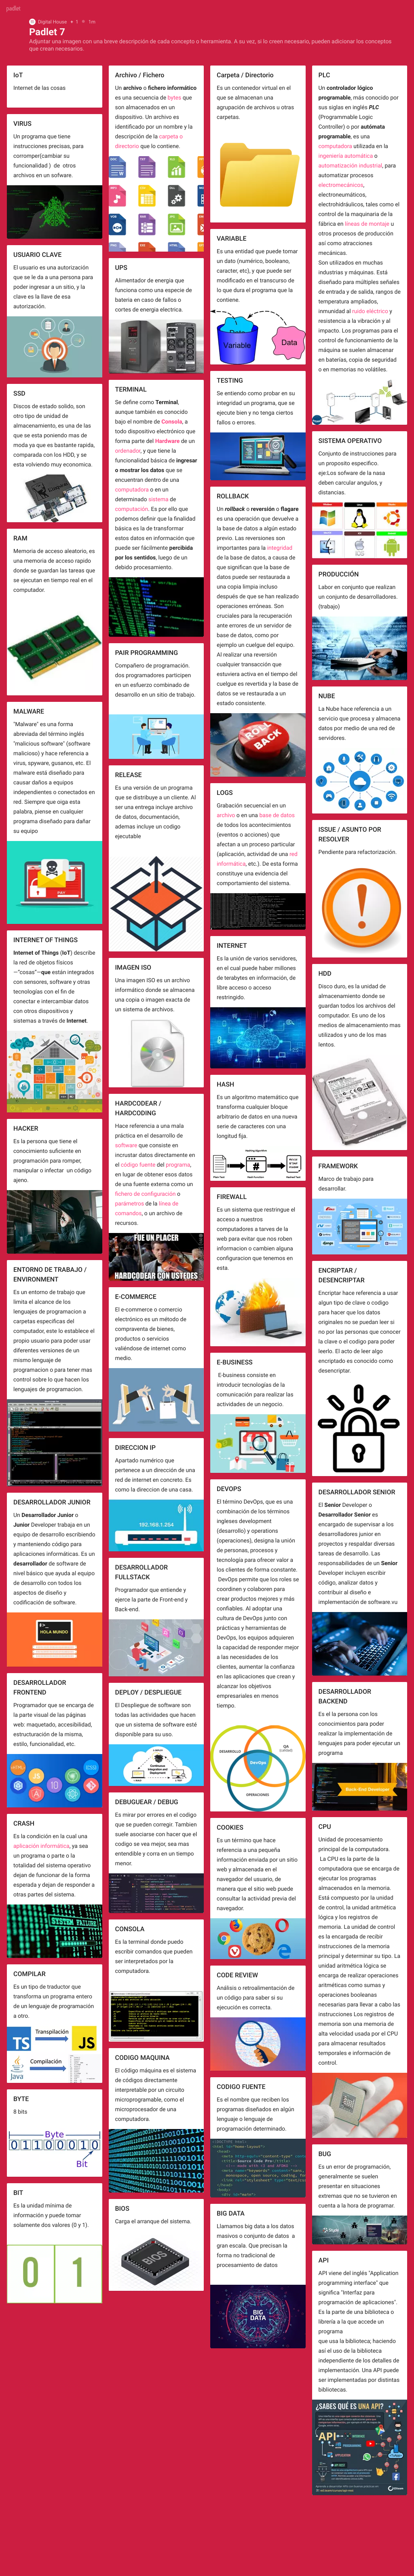 padlet
Digital House • 1 • 7m
Padlet 7
Adjuntar una imagen con una breve descripción de cada concepto o herramienta. A su vez, si lo creen necesario, pueden adicionar los conceptos
que crean necesarios.
IoT
Internet de las cosas
VIRUS
Un programa que tiene
instrucciones precisas, para
corromper(cambiar su
funcionalidad ) de otros
archivos en un sofware.
USUARIO CLAVE
El usuario es una autorización
que se le da a una persona para
poder ingresar a un sitio, y la
clave es la llave de esa
autorización.
SSD
Discos de estado solido, son
otro tipo de unidad de
almacenamiento, es una de las
que se esta poniendo mas de
moda ya que es bastante rapida,
comparada con los HDD, y se
esta volviendo muy economica.
RAM
Memoria de acceso aleatorio, es
una memoria de acceso rapido
donde se guardan las tareas que
se ejecutan en tiempo real en el
computador.
MALWARE
"Malware" es una forma
abreviada del término inglés
"malicious software" (software
malicioso) y hace referencia a
virus, spyware, gusanos, etc. El
malware está diseñado para
causar daños a equipos
independientes o conectados en
red. Siempre que oiga esta
palabra, piense en cualquier
programa diseñado para dañar
su equipo
INTERNET OF THINGS
Internet of Things (IoT) describe
la red de objetos físicos
—"cosas"—que están integrados
con sensores, software y otras
tecnologías con el fin de
conectar e intercambiar datos
con otros dispositivos y
sistemas a través de Internet.
HACKER
Es la persona que tiene el
conocimiento suficiente en
programación para romper,
manipular o infectar un código
ajeno.
ENTORNO DE TRABAJO /
ENVIRONMENT
Es un entorno de trabajo que
limita el alcance de los
lenguajes de programacion a
carpetas especificas del
computador, este lo establece el
propio usuario para poder usar
diferentes versiones de un
mismo lenguaje de
programacion o para tener mas
control sobre lo que hacen los
lenguajes de programacion.
DESARROLLADOR JUNIOR
Un Desarrollador Junior o
Junior Developer trabaja en un
equipo de desarrollo escribiendo
y manteniendo código para
aplicaciones informáticas. Es un
desarrollador de software de
nivel básico que ayuda al equipo
de desarrollo con todos los
aspectos de diseño y
codificación de software.
HOLA MUNDO
DESARROLLADOR
FRONTEND
Programador que se encarga de
la parte visual de las páginas
web: maquetado, accesibilidad,
estructuración de la misma,
estilo, funcionalidad, etc.
CRASH
Es la condición en la cual una
aplicación informática, ya sea
un programa o parte o la
totalidad del sistema operativo
dejan de funcionar de la forma
esperada y dejan de responder a
otras partes del sistema.
COMPILAR
Es un tipo de traductor que
transforma un programa entero
de un lenguaje de programación
a otro.
TS
Transpilación
JS
Java
Compilación
BYTE
8 bits
Byte
0 1 1 0 0 0 1 0
Bit
BIT
Es la unidad mínima de
información y puede tomar
solamente dos valores (0 y 1).
0 1
Archivo / Fichero
Un archivo o fichero informático
es una secuencia de bytes que
son almacenados en un
dispositivo. Un archivo es
identificado por un nombre y la
descripción de la carpeta o
directorio que lo contiene.
UPS
Alimentador de energía que
funciona como una especie de
batería en caso de fallos o
cortes de energia electrica.
TERMINAL
Se define como Terminal,
aunque también es conocido
bajo el nombre de Consola, a
todo dispositivo electrónico que
forma parte del Hardware de un
ordenador, y que tiene la
funcionalidad básica de ingresar
o mostrar los datos que se
encuentran dentro de una
computadora o en un
determinado sistema de
computación. Es por ello que
podemos definir que la finalidad
básica es la de transformar
estos datos en algo que
puede ser fácilmente percibida
por los sentidos, luego de un
debido procesamiento.
PAIR PROGRAMMING
Compañero de programación.
dos programadores participen
en un esfuerzo combinado de
desarrollo en un sitio de trabajo.
RELEASE
Es una versión de un programa
que se distribuye a un cliente. Al
ser una entrega incluye archivo
de datos, documentación,
ademas incluye un codigo
ejecutable
IMAGEN ISO
Una imagen ISO es un archivo
informático donde se almacena
una copia o imagen exacta de
un sistema de archivos.
HARDCODEAR /
HARDCODING
Hace referencia a una mala
práctica en el desarrollo de
software que consiste en
incrustar datos directamente en
el código fuente del programa,
en lugar de obtener esos datos
de una fuente externa como un
fichero de configuración o
parámetros de la línea de
comandos, o un archivo de
recursos.
FUE UN PLACER
HARDCODEAR CON USTEDES
E-COMMERCE
El e-commerce o comercio
electrónico es un método de
compraventa de bienes,
productos o servicios
valiéndose de internet como
medio.
DIRECCION IP
Apartado numérico que
pertenece a un dirección de una
red de internet en concreto. Es
como la direccion de una casa.
192.168.1.254
DESARROLLADOR
FULLSTACK
Programador que entiende y
ejerce la parte de Front-end y
Back-end.
DEPLOY / DESPLIEGUE
El Despliegue de software son
todas las actividades que hacen
que un sistema de software esté
disponible para su uso.
DEBUGUEAR / DEBUG
Es mirar por errores en el codigo
que se pueden corregir. Tambien
suele asociarse con hacer que el
codigo se vea mejor, sea mas
entendible y corra en un tiempo
menor.
CONSOLA
Es la terminal donde puedo
escribir comandos que pueden
ser interpretados por la
computadora.
CODIGO MAQUINA
El código máquina es el sistema
de códigos directamente
interpretable por un circuito
microprogramable, como el
microprocesador de una
computadora.
BIOS
Carga el arranque del sistema.
BIOS
Carpeta / Directorio
Es un contenedor virtual en el
que se almacenan una
agrupación de archivos u otras
carpetas.
VARIABLE
Es una entidad que puede tomar
un dato (numérico, booleano,
caracter, etc), y que puede ser
modificado en el transcurso de
lo que dura el programa que la
contiene.
Variable
Data
TESTING
Se entiende como probar en su
integridad un programa, que se
ejecute bien y no tenga ciertos
fallos o errores.
ROLLBACK
Un rollback o reversión o flagare
es una operación que devuelve a
la base de datos a algún estado
previo. Los reversiones son
importantes para la integridad
de la base de datos, a causa de
que significan que la base de
datos puede ser restaurada a
una copia limpia incluso
después de que se han realizado
operaciones erróneas. Son
cruciales para la recuperación
ante errores de un servidor de
base de datos, como por
ejemplo un cuelgue del equipo.
Al realizar una reversión
cualquier transacción que
estuviera activa en el tiempo del
cuelgue es revertida y la base de
datos se ve restaurada a un
estado consistente.
ROLL
BACK
LOGS
Grabación secuencial en un
archivo o en una base de datos
de todos los acontecimientos
(eventos o acciones) que
afectan a un proceso particular
(aplicación, actividad de una red
informática, etc.). De esta forma
constituye una evidencia del
comportamiento del sistema.
INTERNET
Es la unión de varios servidores,
en el cual puede haber millones
de terabytes en información, de
libre acceso o acceso
restringido.
HASH
Es un algoritmo matemático que
transforma cualquier bloque
arbitrario de datos en una nueva
serie de caracteres con una
longitud fija.
FIREWALL
Es un sistema que restringue el
acceso a nuestros
computadores a tarves de la
web para evitar que nos roben
informacion o cambien alguna
configuracion que tenemos en
esta.
E-BUSINESS
E-business consiste en
introducir tecnologías de la
comunicación para realizar las
actividades de un negocio.
DEVOPS
El término DevOps, que es una
combinación de los términos
ingleses development
(desarrollo) y operations
(operaciones), designa la unión
de personas, procesos y
tecnología para ofrecer valor a
los clientes de forma constante.
DevOps permite que los roles se
coordinen y colaboren para
crear productos mejores y más
confiables. Al adoptar una
cultura de DevOps junto con
prácticas y herramientas de
DevOps, los equipos adquieren
la capacidad de responder mejor
a las necesidades de los
clientes, aumentar la confianza
en las aplicaciones que crean y
alcanzar los objetivos
empresariales en menos
tiempo.
DESARROLLO
QA
DevOps
OPERACIONES
COOKIES
Es un término que hace
referencia a una pequeña
información enviada por un sitio
web y almacenada en el
navegador del usuario, de
manera que el sitio web puede
consultar la actividad previa del
navegador.
CODE REVIEW
Análisis o retroalimentación de
un código para saber si su
ejecución es correcta.
CODIGO FUENTE
Es el nombre que reciben los
programas diseñados en algún
lenguaje o lenguaje de
programación determinado.
BIG DATA
Llamamos big data a los datos
masivos o conjunto de datos a
gran escala. Que precisan la
forma no tradicional de
procesamiento de datos
BIG
DATA
PLC
Un controlador lógico
programable, más conocido por
sus siglas en inglés PLC
(Programmable Logic
Controller) o por autómata
programable, es una
computadora utilizada en la
ingeniería automática o
automatización industrial, para
automatizar procesos
electromecánicos,
electroneumáticos,
electrohidráulicos, tales como el
control de la maquinaria de la
fábrica en líneas de montaje u
otros procesos de producción
así como atracciones
mecánicas.
Son utilizados en muchas
industrias y máquinas. Está
diseñado para múltiples señales
de entrada y de salida, rangos de
temperatura ampliados,
inmunidad al ruido eléctrico y
resistencia a la vibración y al
impacto. Los programas para el
control de funcionamiento de la
máquina se suelen almacenar
en baterías, copia de seguridad
o en memorias no volátiles.
SISTEMA OPERATIVO
Conjunto de instrucciones para
un proposito especifico.
eje:Los sofware de la nasa
deben carcular angulos, y
distancias.
PRODUCCIÓN
Labor en conjunto que realizan
un conjunto de desarrolladores.
(trabajo)
NUBE
La Nube hace referencia a un
servicio que procesa y almacena
datos por medio de una red de
servidores.
ISSUE / ASUNTO POR
RESOLVER
Pendiente para refactorización.
HDD
Disco duro, es la unidad de
almacenamiento donde se
guardan todos los archivos del
computador. Es uno de los
medios de almacenamiento mas
utilizados y uno de los mas
lentos.
FRAMEWORK
Marco de trabajo para
desarrollar.
ENCRIPTAR /
DESENCRIPTAR
Encriptar hace referencia a usar
algun tipo de clave o codigo
para hacer que los datos
originales no se puedan leer si
no por las personas que conocer
la clave o el codigo para poder
leerlo. El acto de leer algo
encriptado es conocido como
desencriptar.
DESARROLLADOR SENIOR
El Senior Developer o
Desarrollador Senior es
encargado de supervisar a los
desarrolladores junior en
proyectos y respaldar diversas
tareas de desarrollo. Las
responsabilidades de un Senior
Developer incluyen escribir
código, analizar datos y
contribuir al diseño e
implementación de software.vu
DESARROLLADOR
BACKEND
Es el la persona con los
conocimientos para poder
realizar la implementación de
lenguajes para poder ejecutar un
programa
Back-End Developer
CPU
Unidad de procesamiento
principal de la computadora.
La CPU es la parte de la
computadora que se encarga de
ejecutar los programas
almacenados en la memoria.
Está compuesto por la unidad
de control, la unidad aritmética
lógica y los registros de
memoria. La unidad de control
es la encargada de recibir
instrucciones de la memoria
principal y determinar su tipo. La
unidad aritmética lógica se
encarga de realizar operaciones
aritméticas como sumas y
operaciones booleanas
necesarias para llevar a cabo las
instrucciones Los registros de
memoria son una memoria de
alta velocidad usada por el CPU
para almacenar resultados
temporales e información de
control.
BUG
Es un error de programación,
generalmente se suelen
presentar en situaciones
extremas que no se tuvieron en
cuenta a la hora de programar.
API
API viene del inglés "Application
programming interface" que
significa "Interfaz para
programación de aplicaciones".
Es la parte de una biblioteca o
librería a la que accede un
programa
que usa la biblioteca; haciendo
así el uso de la biblioteca
independiente de los detalles de
implementación. Una API puede
ser implementadas por distintas
bibliotecas.
¿SABES QUÉ ES UNA API?
API